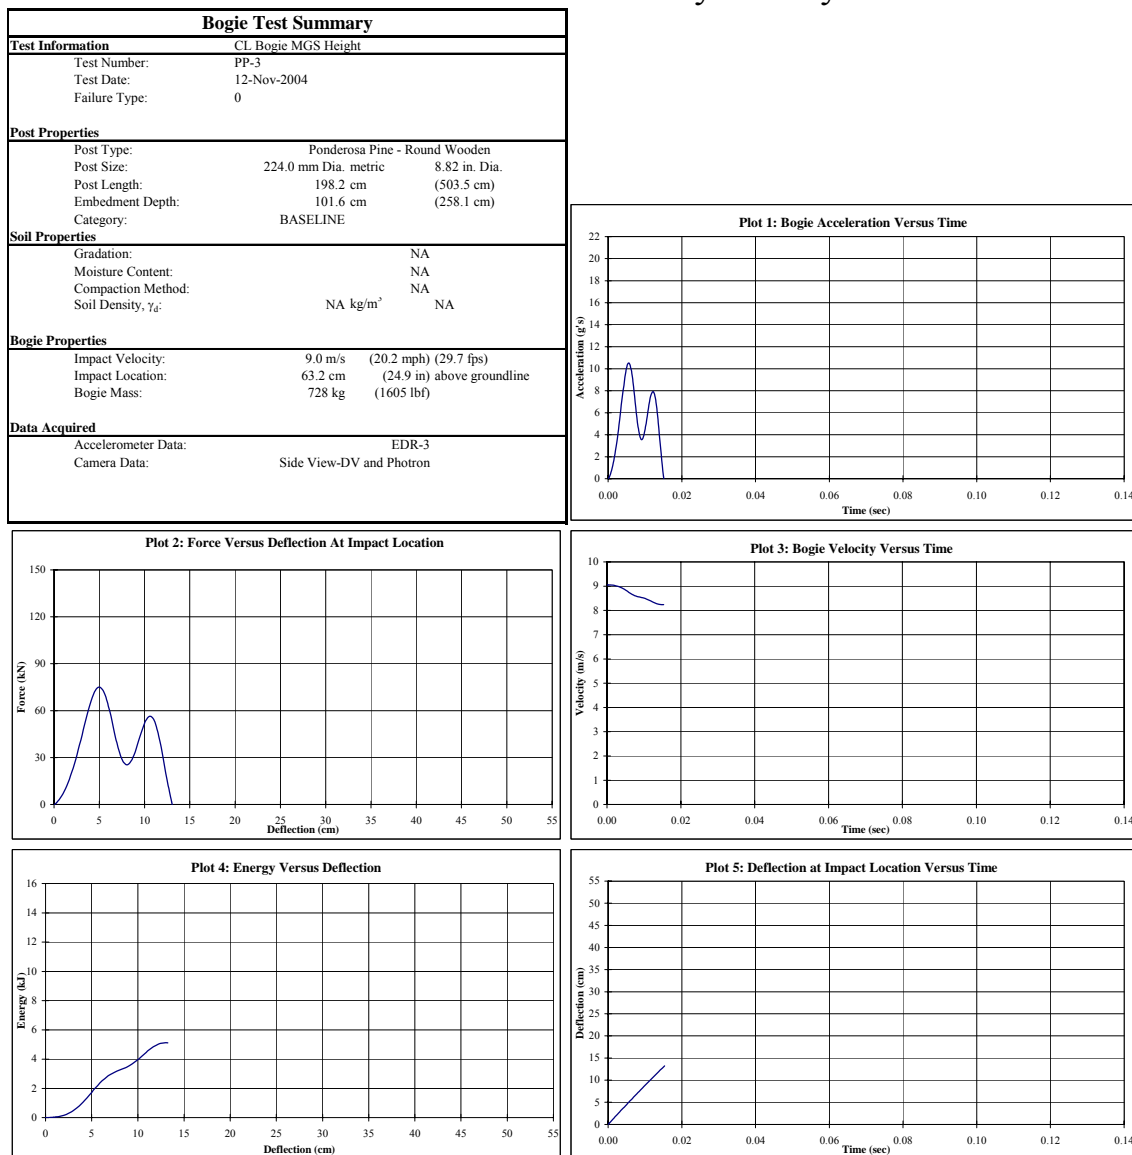 Bogie Test Summary
Test Information CL Bogie MGS Height
Test Number: PP-3
Test Date: 12-Nov-2004
Failure Type: 0
Post Properties
Post Type: Ponderosa Pine - Round Wooden
Post Size: 224.0 mm Dia. metric 8.82 in. Dia.
Post Length: 198.2 cm (503.5 cm)
Embedment Depth: 101.6 cm (258.1 cm)
Category: BASELINE
Soil Properties
Gradation: NA
Moisture Content: NA
Compaction Method: NA
Soil Density, γd: NA kg/m³ NA
Bogie Properties
Impact Velocity: 9.0 m/s (20.2 mph) (29.7 fps)
Impact Location: 63.2 cm (24.9 in) above groundline
Bogie Mass: 728 kg (1605 lbf)
Data Acquired
Accelerometer Data: EDR-3
Camera Data: Side View-DV and Photron
Plot 1: Bogie Acceleration Versus Time
22
20
18
16
14
12
10
8
6
4
2
0
Acceleration (g's)
0.00 0.02 0.04 0.06 0.08 0.10 0.12 0.14
Time (sec)
Plot 2: Force Versus Deflection At Impact Location
150
120
90
60
30
0
Force (kN)
0 5 10 15 20 25 30 35 40 45 50 55
Deflection (cm)
Plot 3: Bogie Velocity Versus Time
10
9
8
7
6
5
4
3
2
1
0
Velocity (m/s)
0.00 0.02 0.04 0.06 0.08 0.10 0.12 0.14
Time (sec)
Plot 4: Energy Versus Deflection
16
14
12
10
8
6
4
2
0
Energy (kJ)
0 5 10 15 20 25 30 35 40 45 50 55
Deflection (cm)
Plot 5: Deflection at Impact Location Versus Time
55
50
45
40
35
30
25
20
15
10
5
0
Deflection (cm)
0.00 0.02 0.04 0.06 0.08 0.10 0.12 0.14
Time (sec)